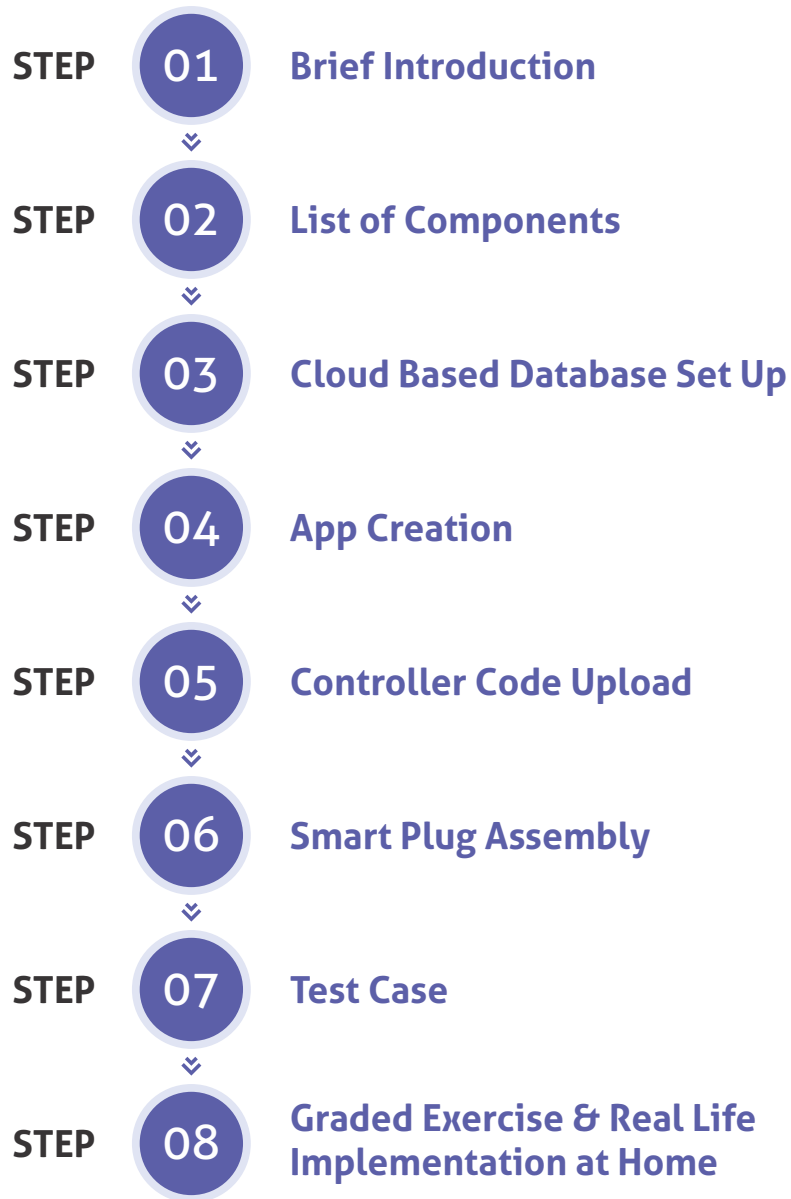 STEP 01 Brief Introduction
STEP 02 List of Components
STEP 03 Cloud Based Database Set Up
STEP 04 App Creation
STEP 05 Controller Code Upload
STEP 06 Smart Plug Assembly
STEP 07 Test Case
STEP 08 Graded Exercise & Real Life
Implementation at Home